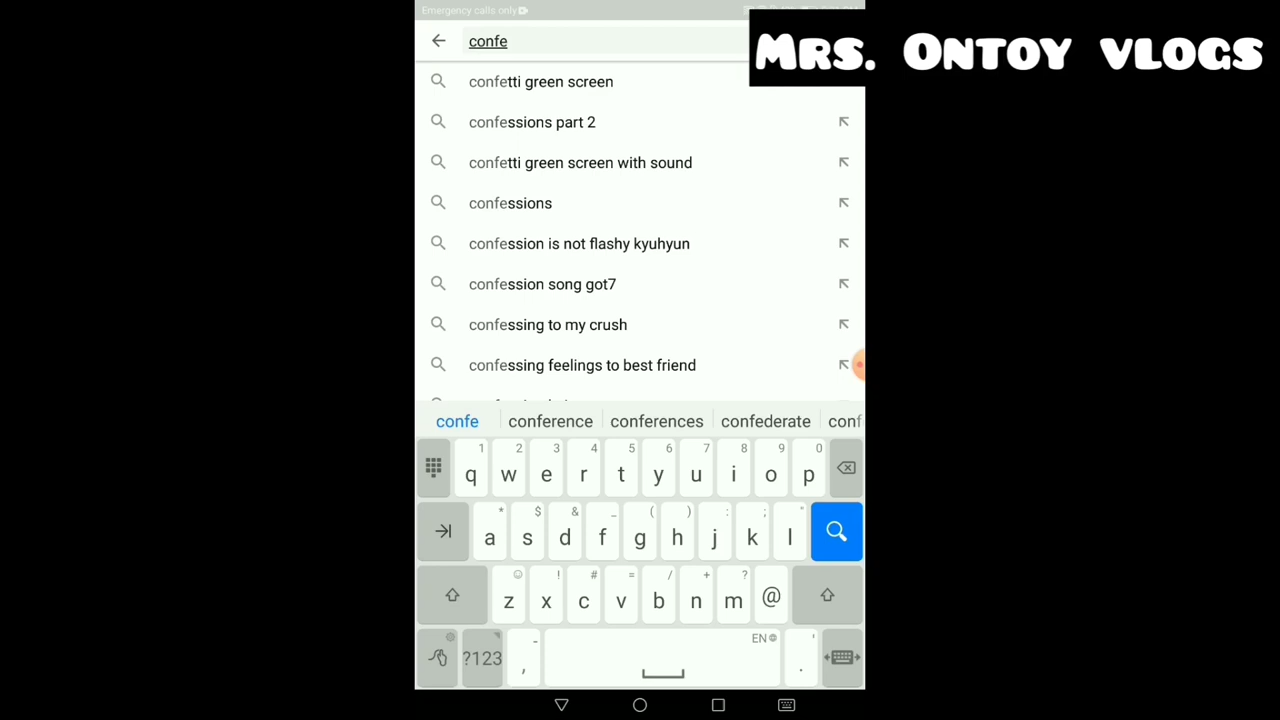 Emergency calls only
confe
MRS. ONTOY VLOGS
confetti green screen
confessions part 2
confetti green screen with sound
confessions
confession is not flashy kyuhyun
confession song got7
confessing to my crush
confessing feelings to best friend
confe conference conferences confederate conf
1 2 3 4 5 6 7 8 9 0
q w e r t y u i o p
* $ & _ ( ) : ; "
a s d f g h j k l
! # = / + ?
z x c v b n m @
- EN '
?123 , .